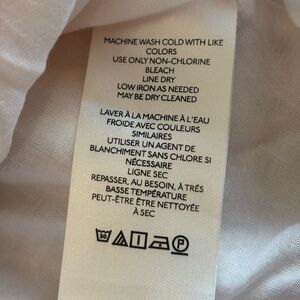 MACHINE WASH COLD WITH LIKE
COLORS
USE ONLY NON-CHLORINE
BLEACH
LINE DRY
LOW IRON AS NEEDED
MAY BE DRY CLEANED
LAVER À LA MACHINE À L'EAU
FROIDE AVEC COULEURS
SIMILAIRES
UTILISER UN AGENT DE
BLANCHIMENT SANS CHLORE SI
NÉCESSAIRE
LIGNE SEC
REPASSER, AU BESOIN, À TRÉS
BASSE TEMPÉRATURE
PEUT-ÊTRE ÊTRE NETTOYÉE
À SEC
30 P